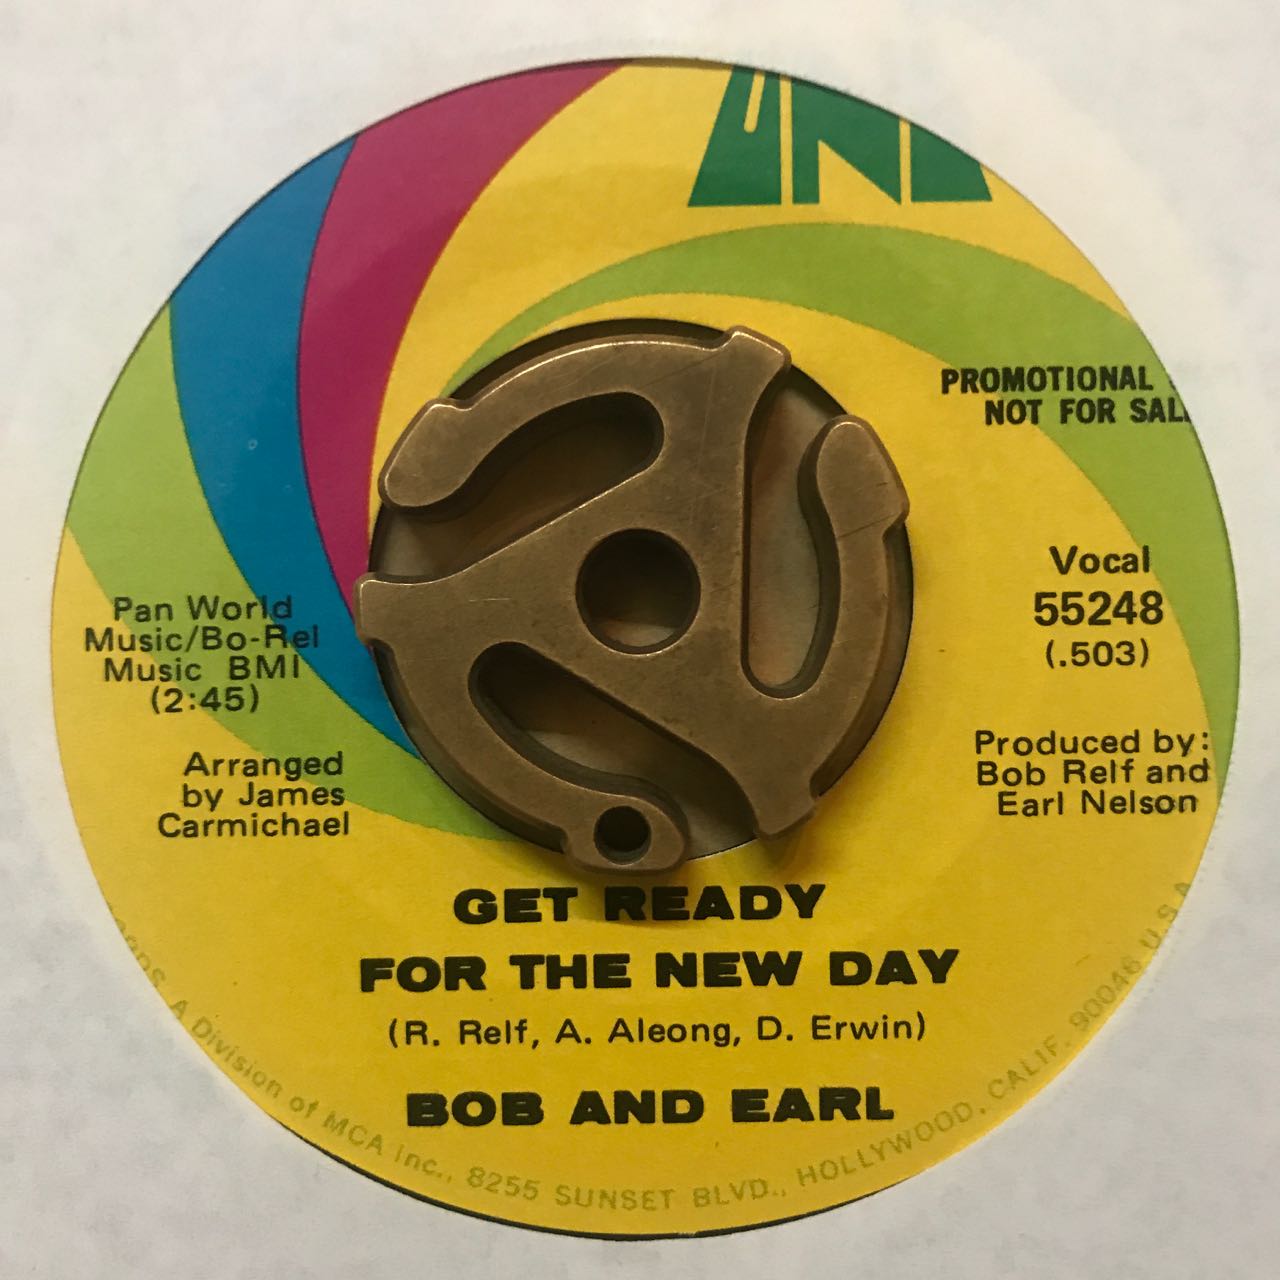 UNI
PROMOTIONAL
NOT FOR SAL
Vocal
55248
(.503)
Pan World
Music/Bo-Rel
Music BMI
(2:45)
Arranged
by James
Carmichael
Produced by:
Bob Relf and
Earl Nelson
GET READY
FOR THE NEW DAY
(R. Relf, A. Aleong, D. Erwin)
BOB AND EARL
A Division of MCA Inc., 8255 SUNSET BLVD., HOLLYWOOD, CALIF. 90046 U.S.A